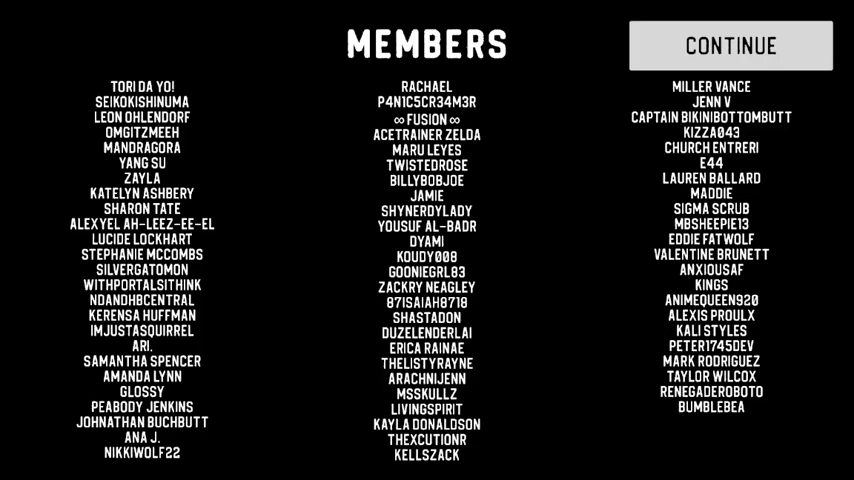 MEMBERS
CONTINUE
TORI DA YO!
SEIKOKISHINUMA
LEON OHLENDORF
OMGITZMEEH
MANDRAGORA
YANG SU
ZAYLA
KATELYN ASHBERY
SHARON TATE
ALEXYEL AH-LEEZ-EE-EL
LUCIDE LOCKHART
STEPHANIE MCCOMBS
SILVERGATOMON
WITHPORTALSITHINK
NDANDHBCENTRAL
KERENSA HUFFMAN
IMJUSTASQUIRREL
ARI.
SAMANTHA SPENCER
AMANDA LYNN
GLOSSY
PEABODY JENKINS
JOHNATHAN BUCHBUTT
ANA J.
NIKKIWOLF22
RACHAEL
P4N1C5CR34M3R
∞ FUSION ∞
ACETRAINER ZELDA
MARU LEYES
TWISTEDROSE
BILLYBOBJOE
JAMIE
SHYNERDYLADY
YOUSUF AL-BADR
DYAMI
KOUDY008
GOONIEGRL83
ZACKRY NEAGLEY
87ISAIAH8718
SHASTADON
DUZELENDERLAI
ERICA RAINAE
THELISTYRAYNE
ARACHNIJENN
MSSKULLZ
LIVINGSPIRIT
KAYLA DONALDSON
THEXCUTIONR
KELLSZACK
MILLER VANCE
JENN V
CAPTAIN BIKINIBOTTOMBUTT
KIZZA043
CHURCH ENTRERI
E44
LAUREN BALLARD
MADDIE
SIGMA SCRUB
MBSHEEPIE13
EDDIE FATWOLF
VALENTINE BRUNETT
ANXIOUSAF
KINGS
ANIMEQUEEN920
ALEXIS PROULX
KALI STYLES
PETER1745DEV
MARK RODRIGUEZ
TAYLOR WILCOX
RENEGADEROBOTO
BUMBLEBEA